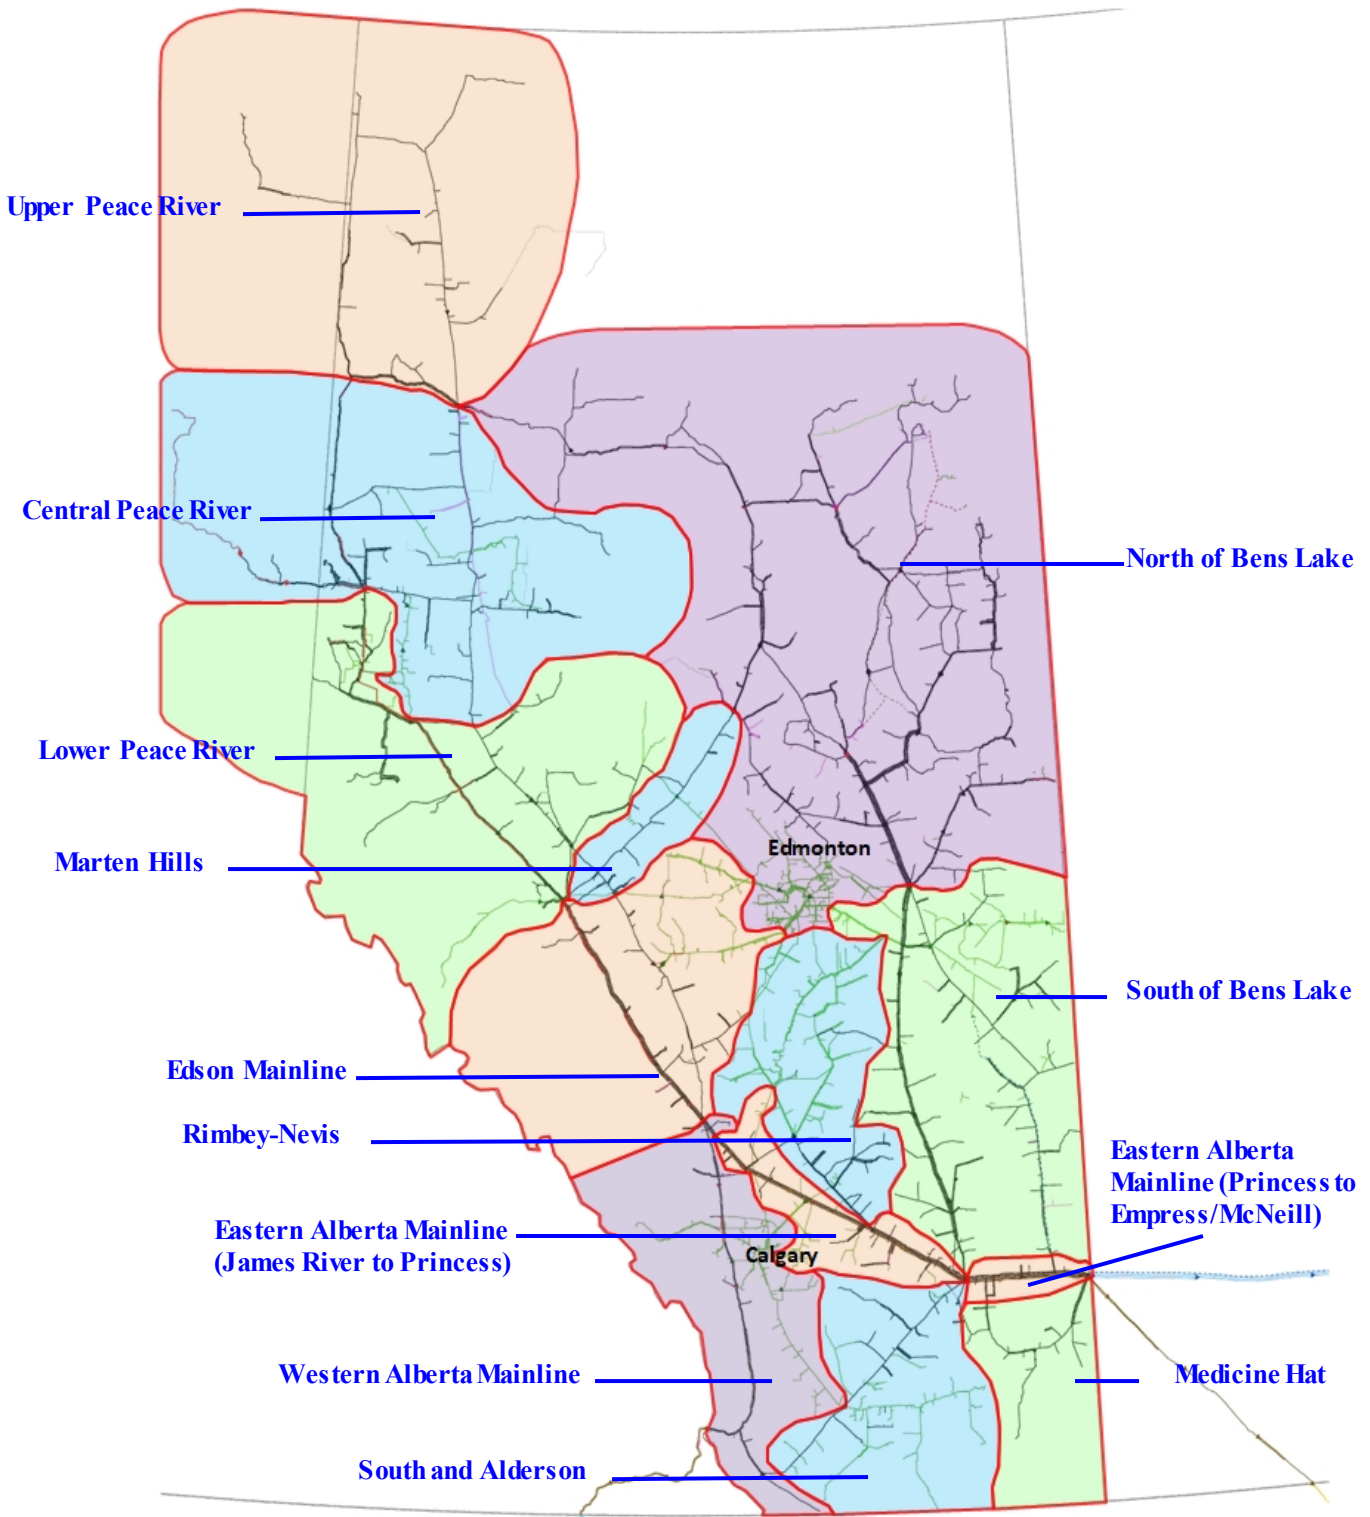 Upper Peace River
Central Peace River
North of Bens Lake
Lower Peace River
Edmonton
Marten Hills
South of Bens Lake
Edson Mainline
Rimbey-Nevis
Eastern Alberta
Mainline (Princess to
Empress/McNeill)
Eastern Alberta Mainline
(James River to Princess)
Calgary
Western Alberta Mainline
Medicine Hat
South and Alderson